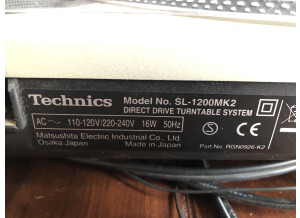 Technics Model No. SL-1200MK2
DIRECT DRIVE TURNTABLE SYSTEM
AC～ 110-120V/220-240V 16W 50Hz
Matsushita Electric Industrial Co., Ltd.
Osaka Japan Made in Japan
S CE
Part No. RGN0926-K2